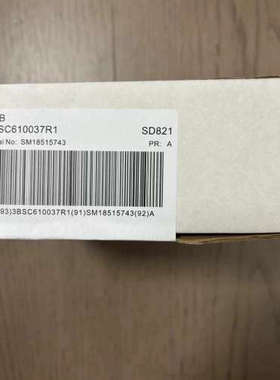 B
SC610037R1 SD821
al No: SM18515743 PR: A
93)3BSC610037R1(91)SM18515743(92)A